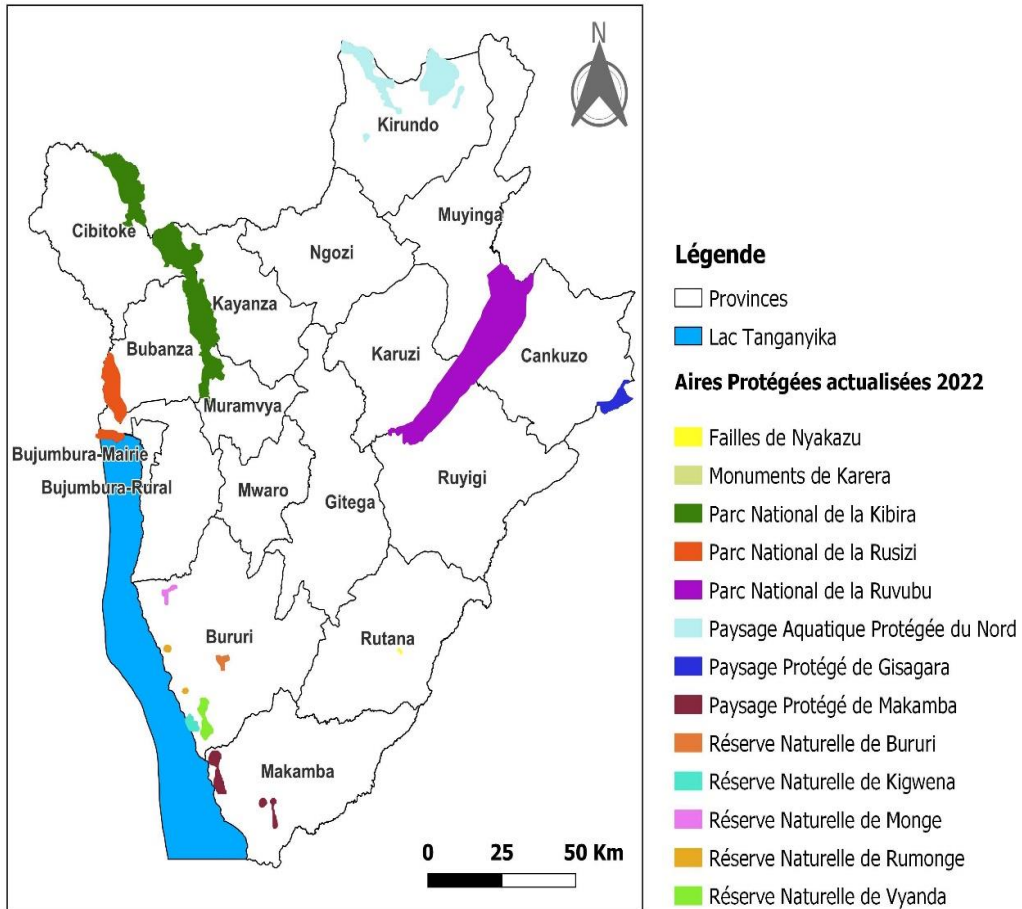 N
Kirundo
Muyinga
Cibitoke
Ngozi
Kayanza
Bubanza
Karuzi
Cankuzo
Muramvya
Bujumbura-Mairie
Bujumbura-Rural
Mwaro
Gitega
Ruyigi
Bururi
Rutana
Makamba
0 25 50 Km
Légende
Provinces
Lac Tanganyika
Aires Protégées actualisées 2022
Failles de Nyakazu
Monuments de Karera
Parc National de la Kibira
Parc National de la Rusizi
Parc National de la Ruvubu
Paysage Aquatique Protégée du Nord
Paysage Protégé de Gisagara
Paysage Protégé de Makamba
Réserve Naturelle de Bururi
Réserve Naturelle de Kigwena
Réserve Naturelle de Monge
Réserve Naturelle de Rumonge
Réserve Naturelle de Vyanda